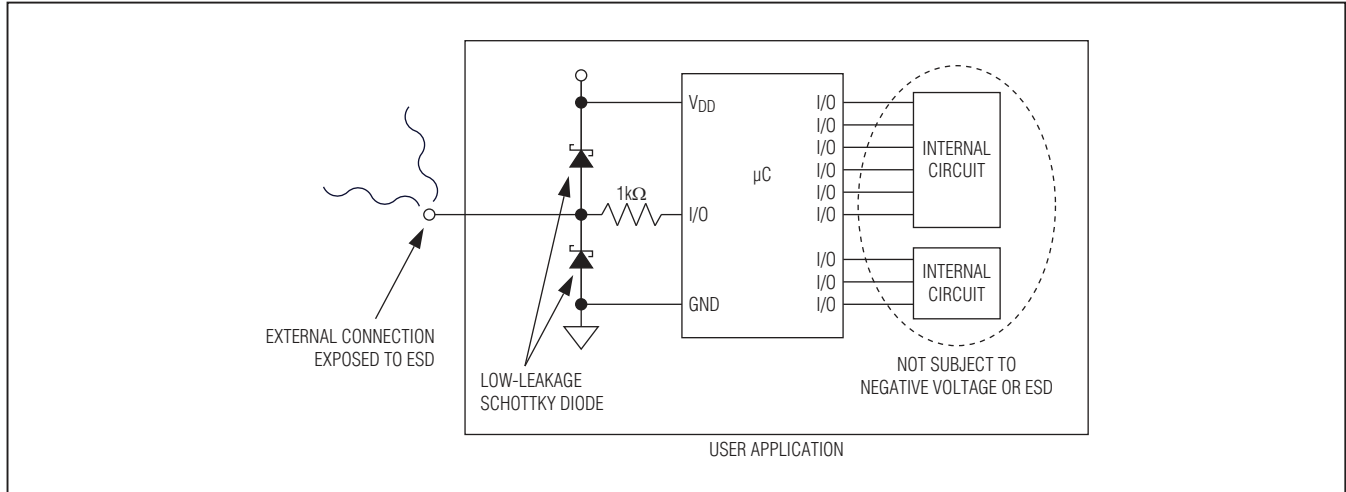 VDD
I/O
I/O
I/O
µC
INTERNAL
CIRCUIT
I/O
1kΩ
I/O
I/O
I/O
I/O
INTERNAL
CIRCUIT
I/O
GND
I/O
EXTERNAL CONNECTION
EXPOSED TO ESD
LOW-LEAKAGE
SCHOTTKY DIODE
NOT SUBJECT TO
NEGATIVE VOLTAGE OR ESD
USER APPLICATION